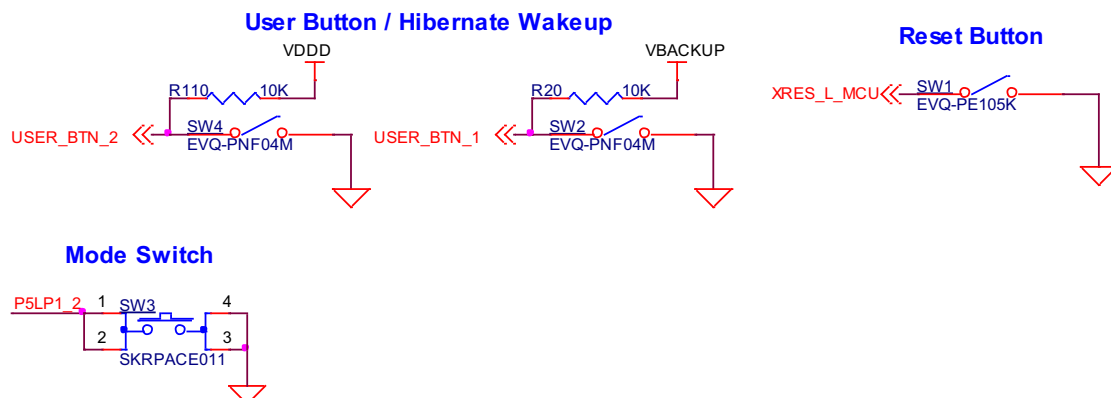 User Button / Hibernate Wakeup
Reset Button
VDDD
VBACKUP
R110 10K
R20 10K
XRES_L_MCU
SW1
EVQ-PE105K
USER_BTN_2
SW4
EVQ-PNF04M
USER_BTN_1
SW2
EVQ-PNF04M
Mode Switch
P5LP1_2
1
SW3
4
2
3
SKRPACE011